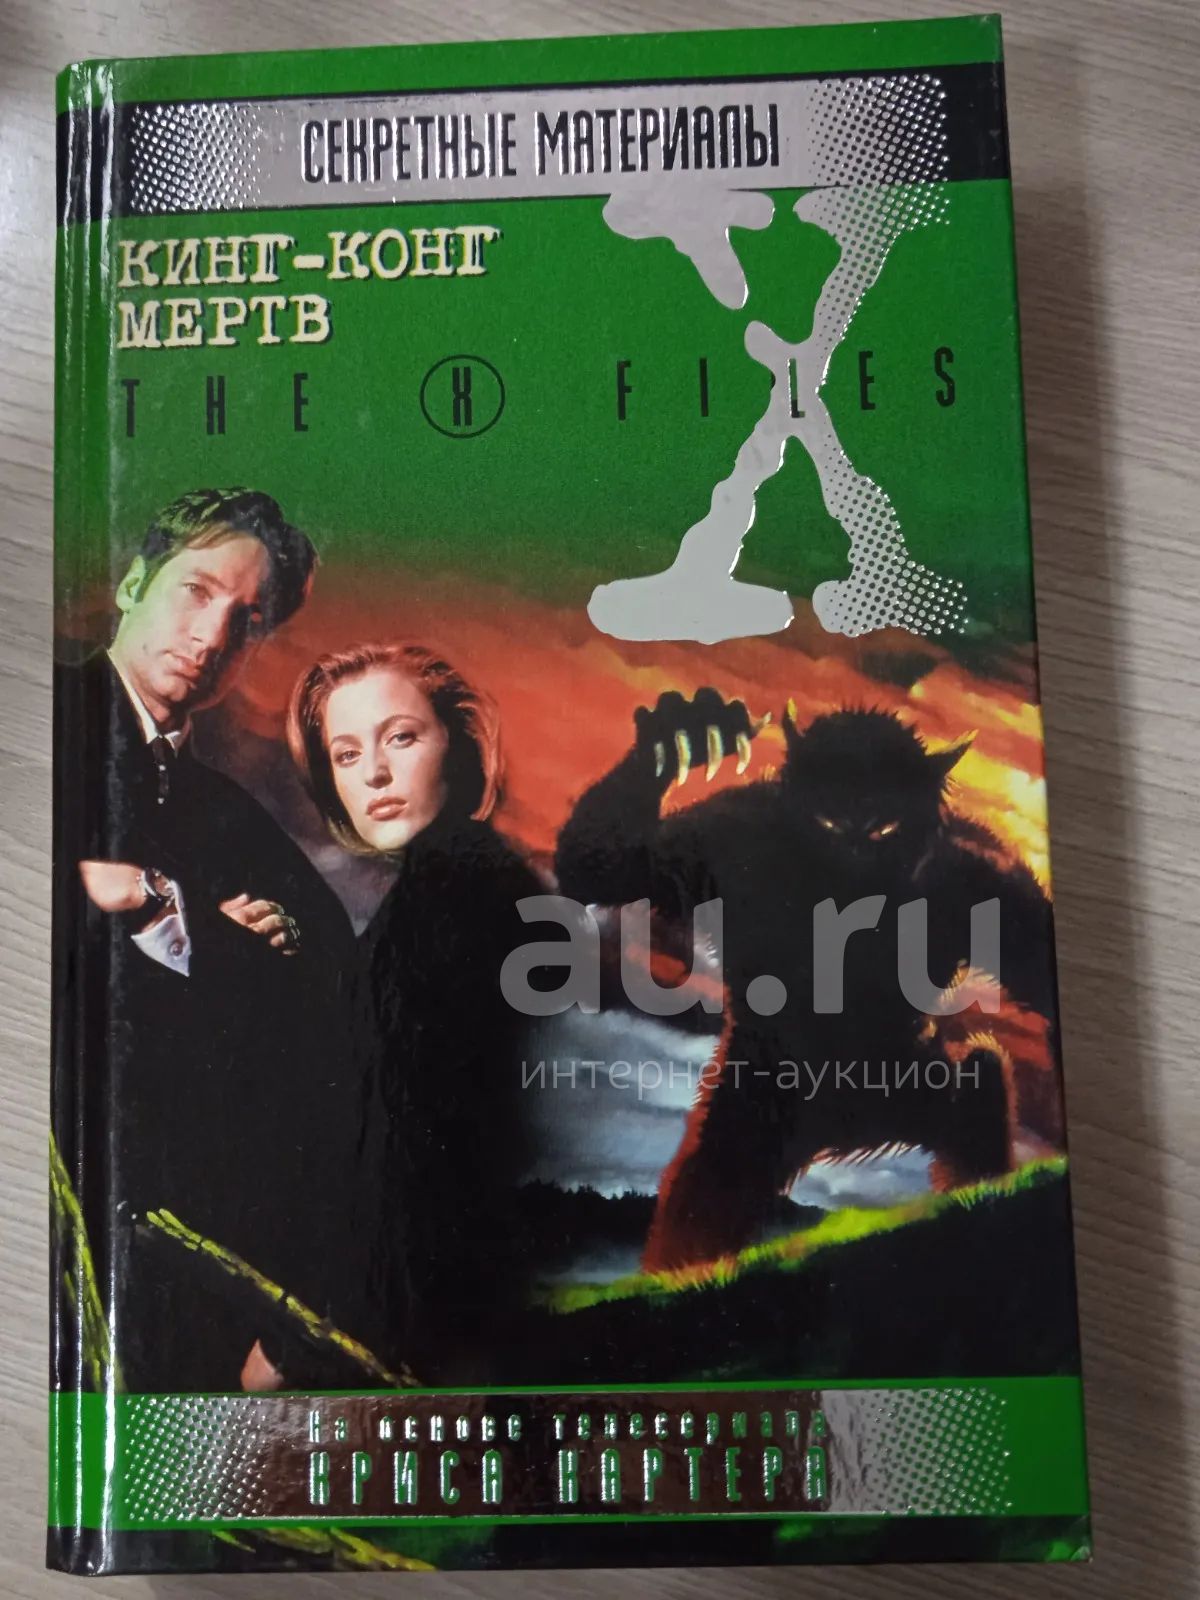 СЕКРЕТНЫЕ МАТЕРИАЛЫ
КИНГ-КОНГ
МЕРТВ
THE X FILES
X
au.ru
интернет-аукцион
На основе телесериала
КРИСА КАРТЕРА